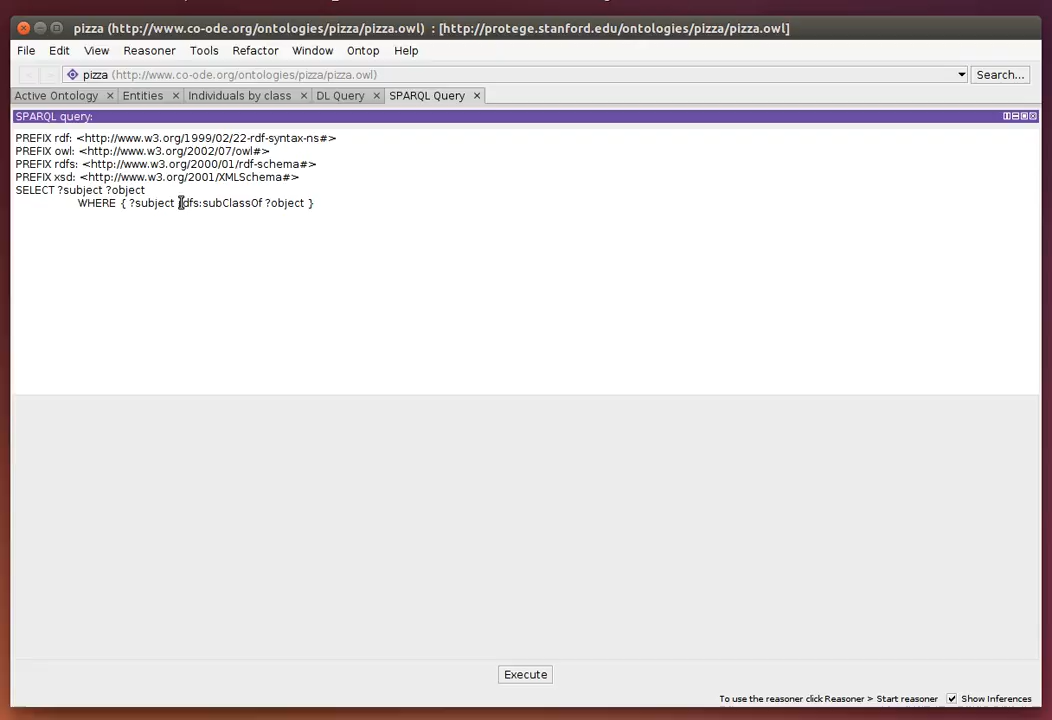 pizza (http://www.co-ode.org/ontologies/pizza/pizza.owl) : [http://protege.stanford.edu/ontologies/pizza/pizza.owl]
File Edit View Reasoner Tools Refactor Window Ontop Help
< > pizza (http://www.co-ode.org/ontologies/pizza/pizza.owl) Search...
Active Ontology × Entities × Individuals by class × DL Query × SPARQL Query ×
SPARQL query:
PREFIX rdf: <http://www.w3.org/1999/02/22-rdf-syntax-ns#>
PREFIX owl: <http://www.w3.org/2002/07/owl#>
PREFIX rdfs: <http://www.w3.org/2000/01/rdf-schema#>
PREFIX xsd: <http://www.w3.org/2001/XMLSchema#>
SELECT ?subject ?object
WHERE { ?subject rdfs:subClassOf ?object }
Execute
To use the reasoner click Reasoner > Start reasoner Show Inferences